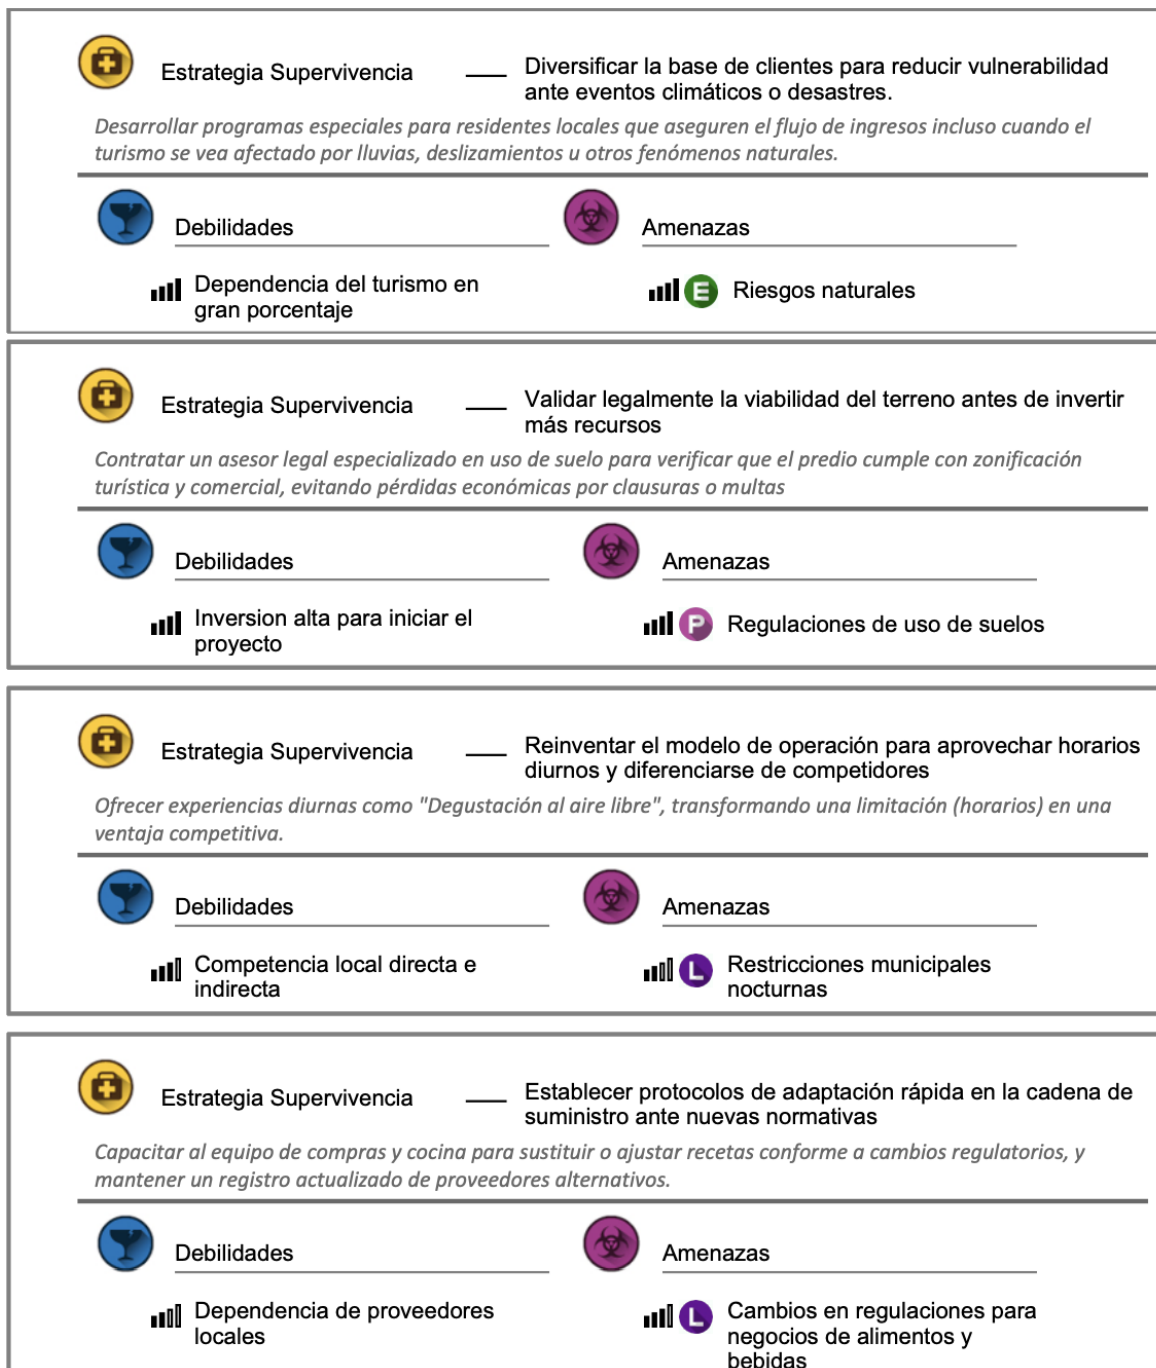 Estrategia Supervivencia
Diversificar la base de clientes para reducir vulnerabilidad
ante eventos climáticos o desastres.
Desarrollar programas especiales para residentes locales que aseguren el flujo de ingresos incluso cuando el
turismo se vea afectado por lluvias, deslizamientos u otros fenómenos naturales.
Debilidades
Amenazas
Dependencia del turismo en
gran porcentaje
E
Riesgos naturales
Estrategia Supervivencia
Validar legalmente la viabilidad del terreno antes de invertir
más recursos
Contratar un asesor legal especializado en uso de suelo para verificar que el predio cumple con zonificación
turística y comercial, evitando pérdidas económicas por clausuras o multas
Debilidades
Amenazas
Inversion alta para iniciar el
proyecto
P
Regulaciones de uso de suelos
Estrategia Supervivencia
Reinventar el modelo de operación para aprovechar horarios
diurnos y diferenciarse de competidores
Ofrecer experiencias diurnas como "Degustación al aire libre", transformando una limitación (horarios) en una
ventaja competitiva.
Debilidades
Amenazas
Competencia local directa e
indirecta
L
Restricciones municipales
nocturnas
Estrategia Supervivencia
Establecer protocolos de adaptación rápida en la cadena de
suministro ante nuevas normativas
Capacitar al equipo de compras y cocina para sustituir o ajustar recetas conforme a cambios regulatorios, y
mantener un registro actualizado de proveedores alternativos.
Debilidades
Amenazas
Dependencia de proveedores
locales
L
Cambios en regulaciones para
negocios de alimentos y
bebidas